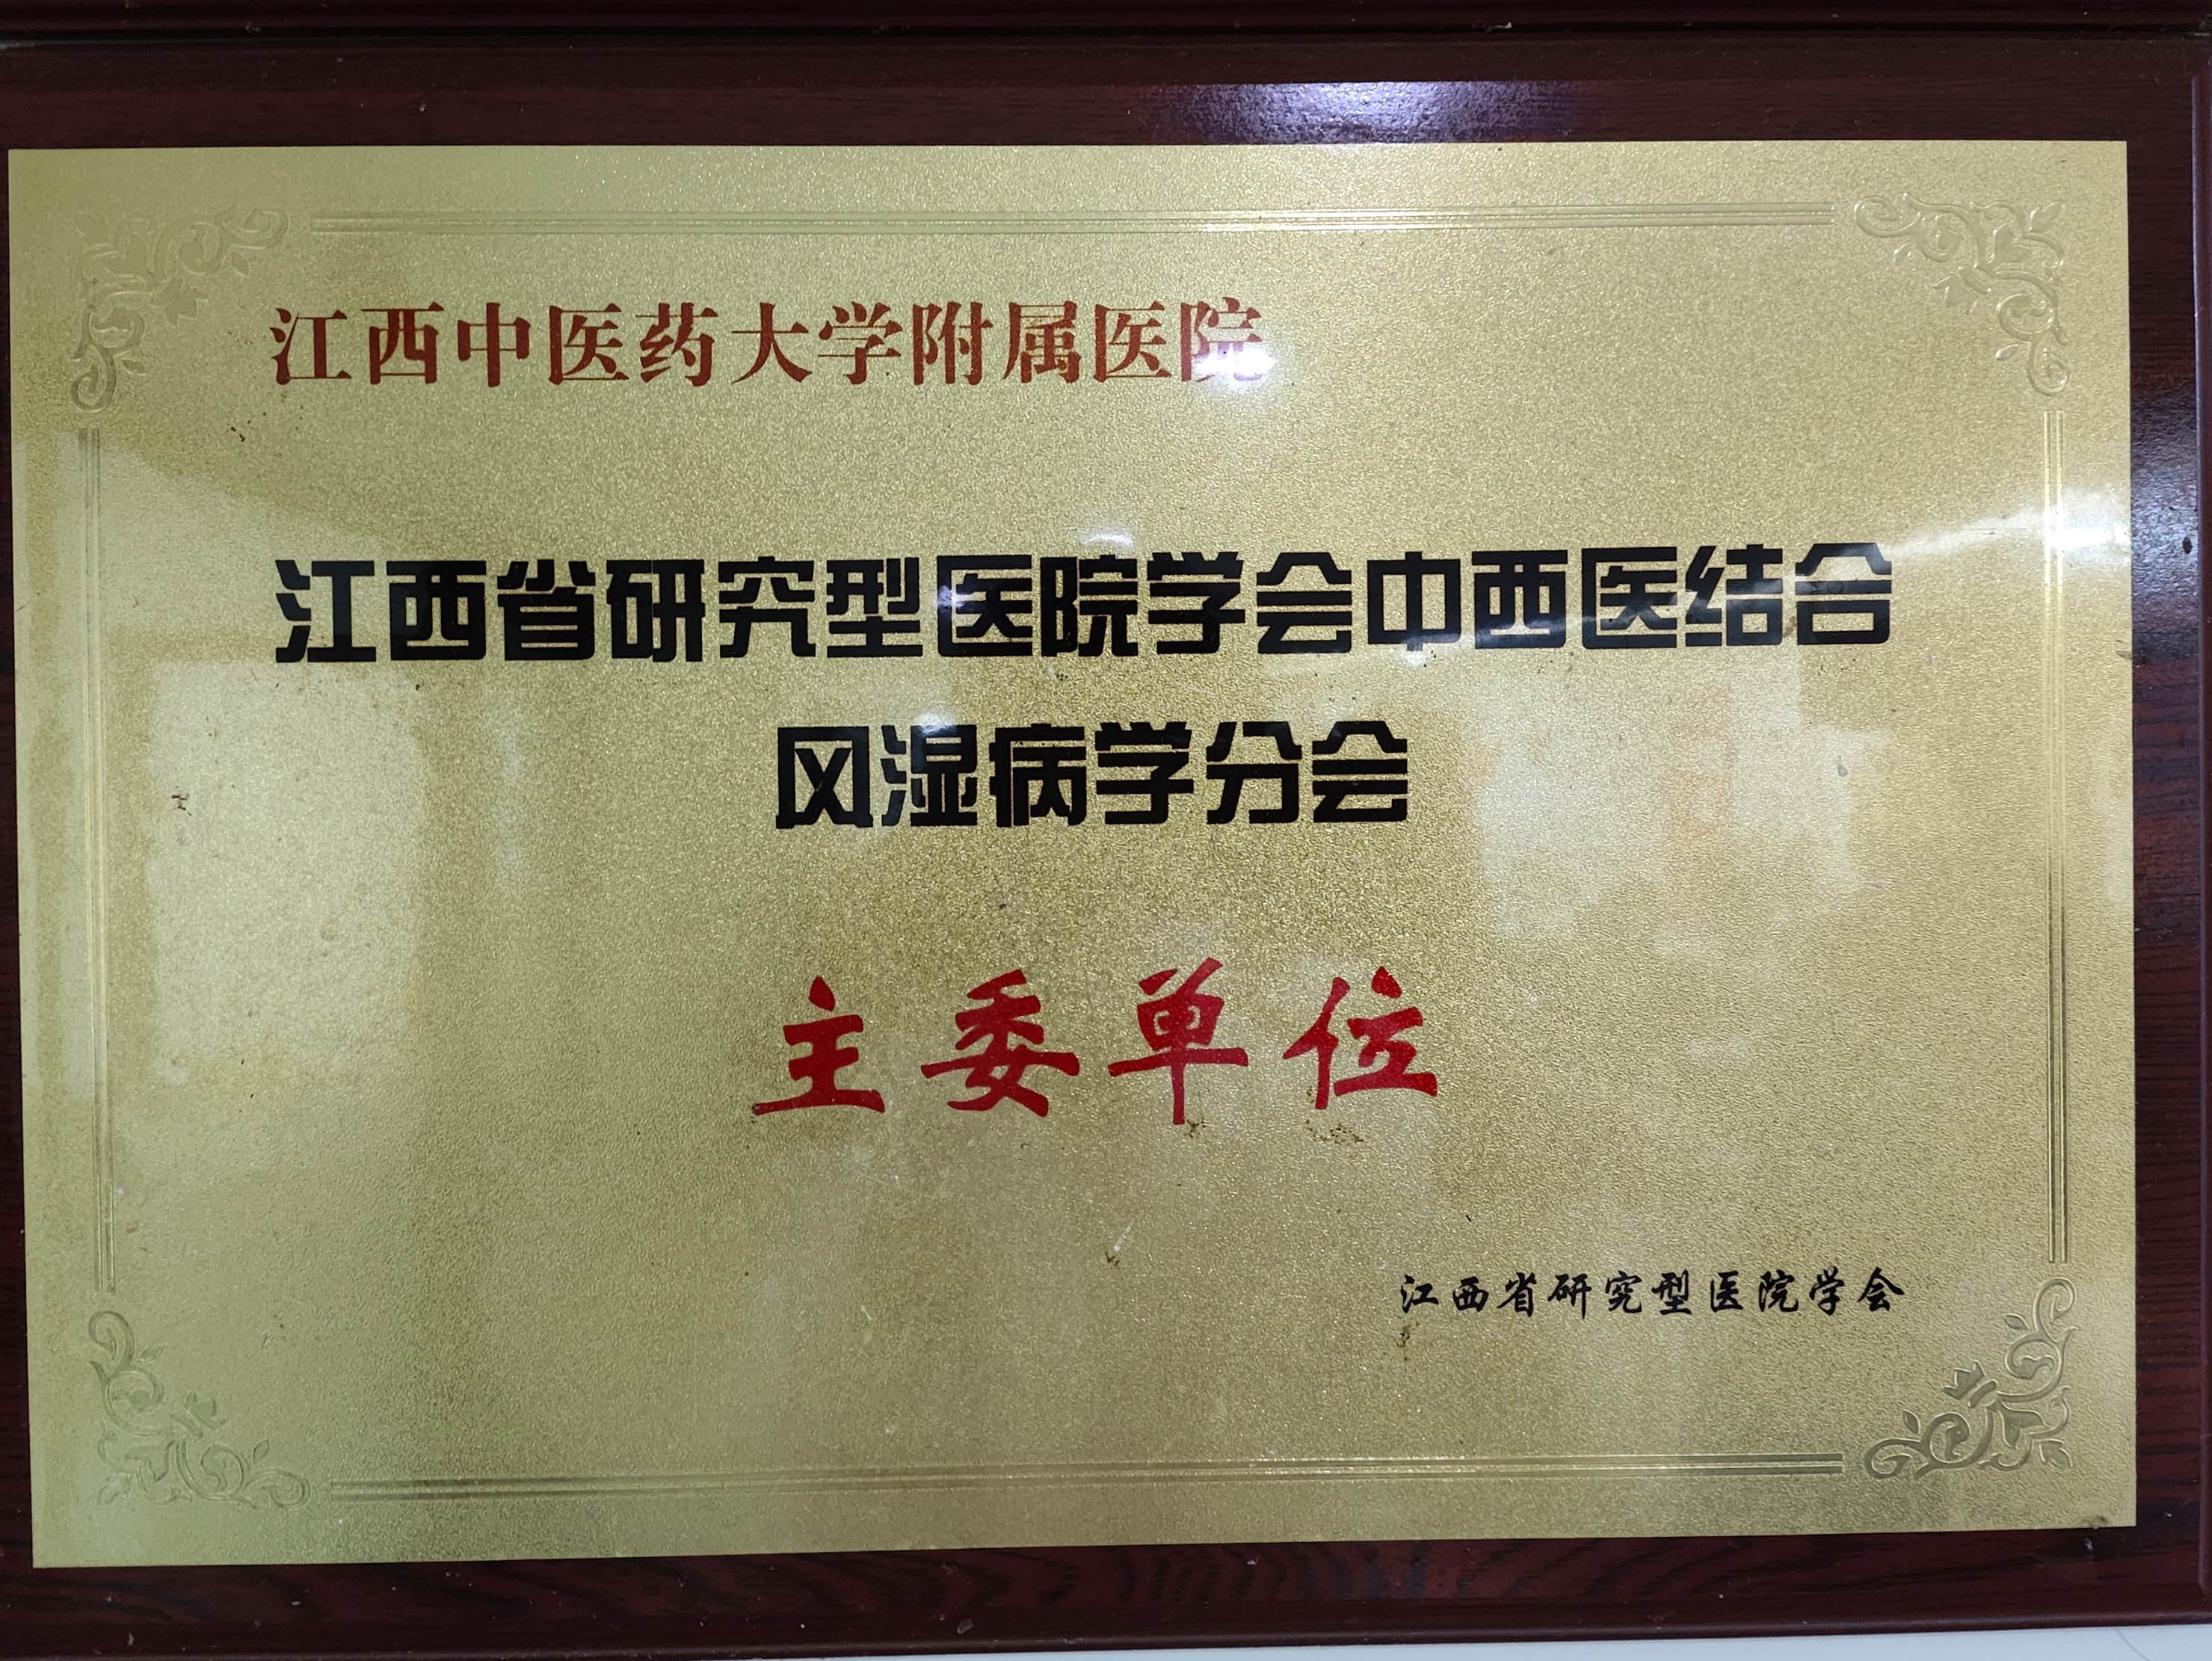 江西中医药大学附属医院
江西省研究型医院学会中西医结合
风湿病学分会
主委单位
江西省研究型医院学会